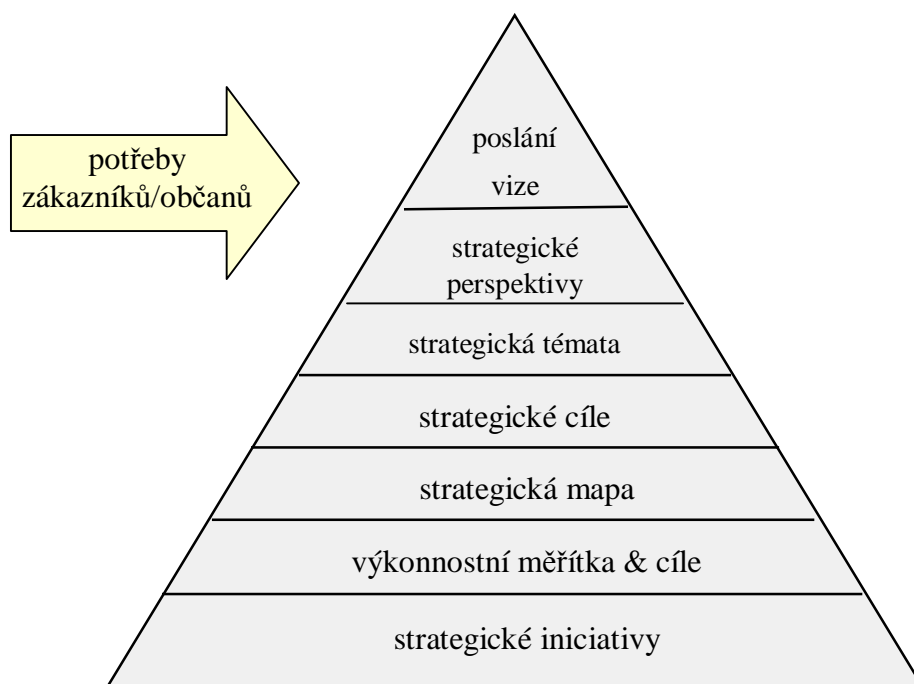 potřeby
zákazníků/občanů
poslání
vize
strategické
perspektivy
strategická témata
strategické cíle
strategická mapa
výkonnostní měřítka & cíle
strategické iniciativy